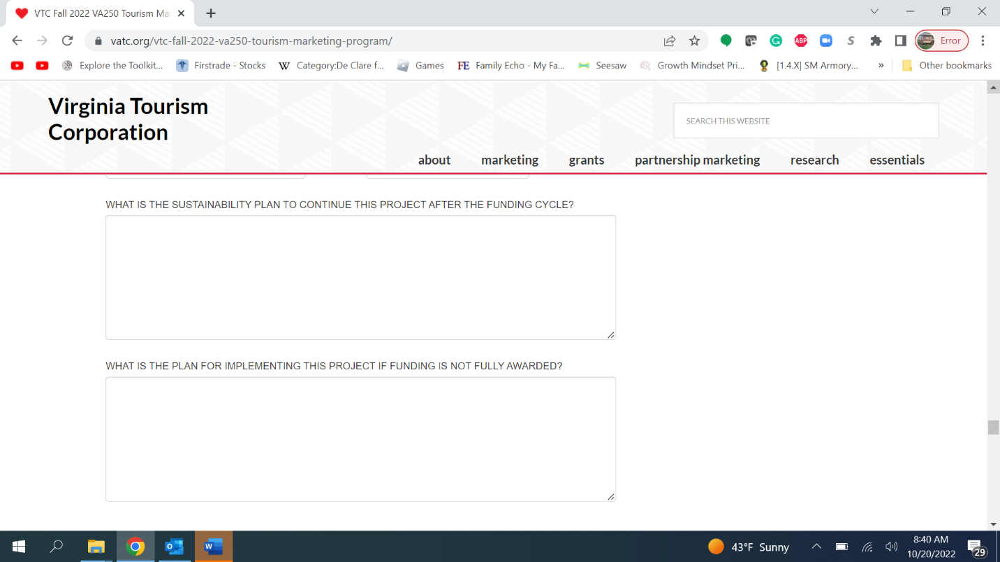 VTC Fall 2022 VA250 Tourism Ma
vatc.org/vtc-fall-2022-va250-tourism-marketing-program/
ABP
G
S
Error
Explore the Toolkit...
Firstrade - Stocks
W Category:De Clare f...
Games
FE Family Echo - My Fa...
Seesaw
Growth Mindset Pri...
[1.4.X] SM Armory...
»
Other bookmarks
Virginia Tourism
Corporation
SEARCH THIS WEBSITE
about marketing grants partnership marketing research essentials
WHAT IS THE SUSTAINABILITY PLAN TO CONTINUE THIS PROJECT AFTER THE FUNDING CYCLE?
WHAT IS THE PLAN FOR IMPLEMENTING THIS PROJECT IF FUNDING IS NOT FULLY AWARDED?
43°F Sunny
8:40 AM
10/20/2022
29